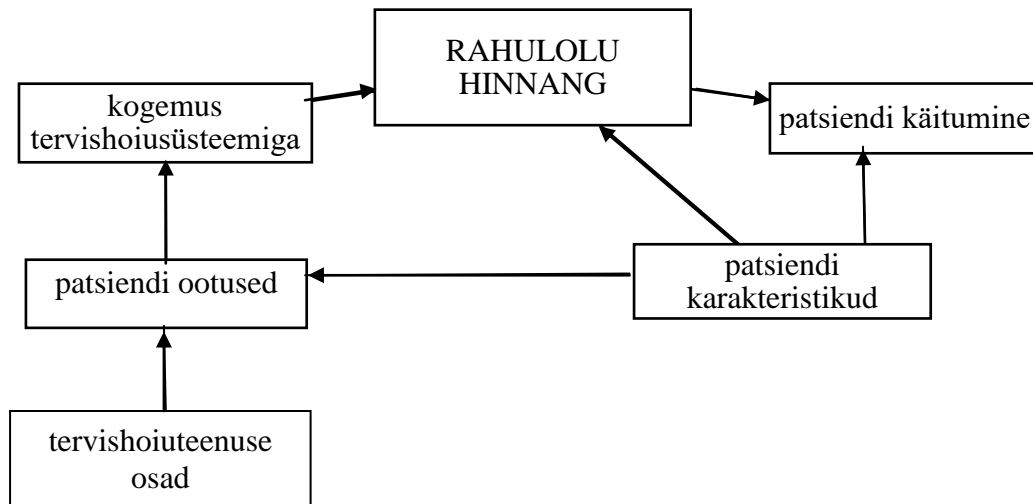 RAHULOLU
HINNANG
kogemus
tervishoiusüsteemiga
patsiendi käitumine
patsiendi ootused
patsiendi
karakteristikud
tervishoiuteenuse
osad